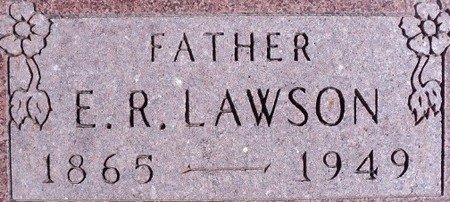 FATHER
E. R. LAWSON
1865 — 1949